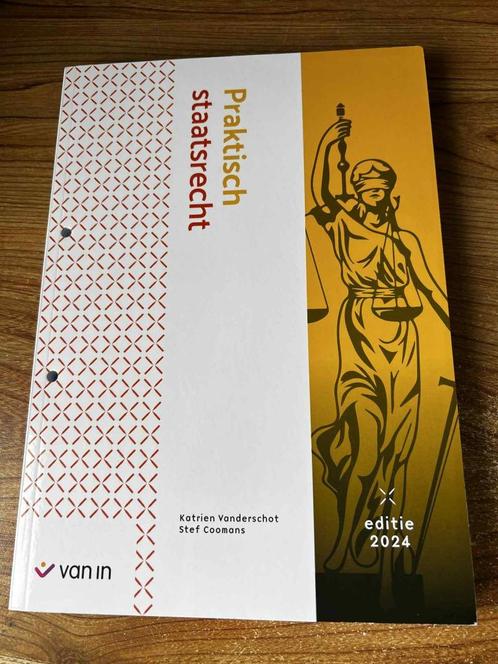 Praktisch
staatsrecht
Katrien Vanderschot
Stef Coomans
editie
2024
van in